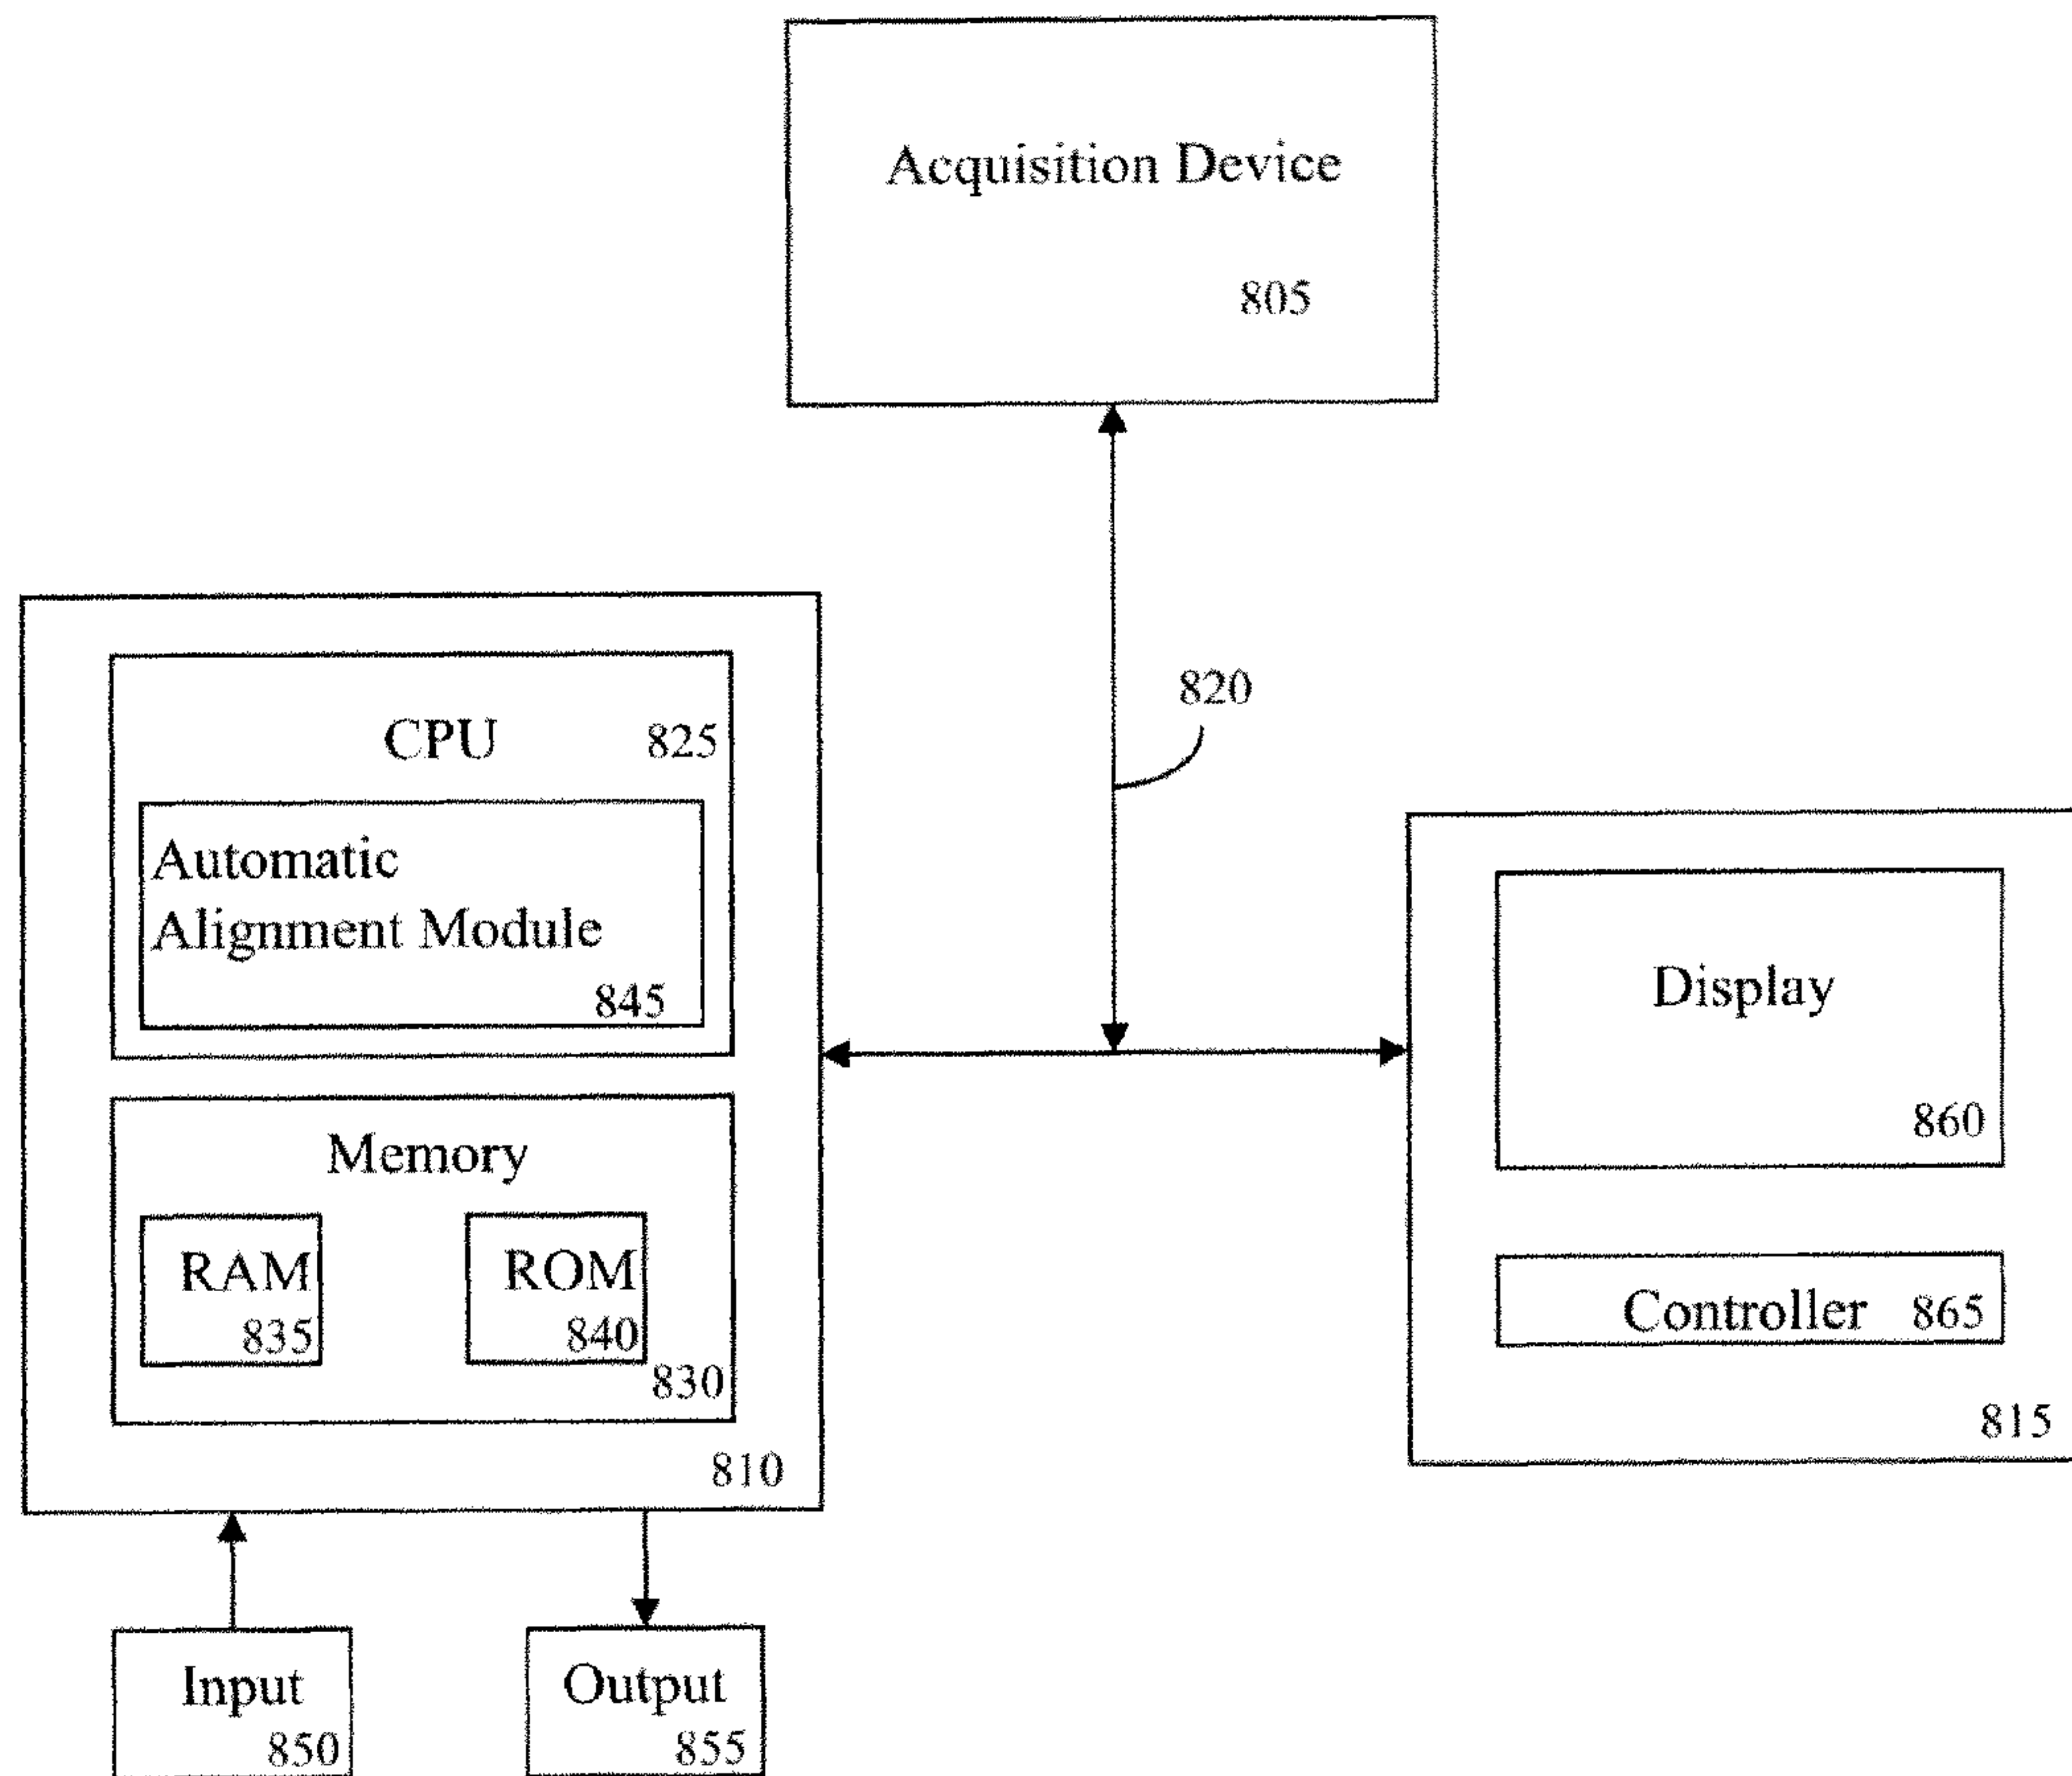 Acquisition Device
805
820
CPU 825
Automatic
Alignment Module
845
Memory
RAM
835
ROM
840
830
810
Display
860
Controller 865
815
Input
850
Output
855